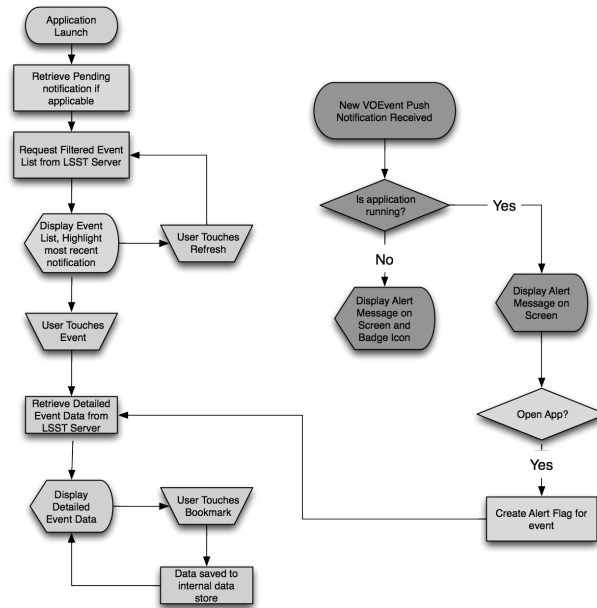 Application
Launch
Retrieve Pending
notification if
applicable
Request Filtered Event
List from LSST Server
Display Event
List, Highlight
most recent
notification
User Touches
Refresh
User Touches
Event
Retrieve Detailed
Event Data from
LSST Server
Display
Detailed
Event Data
User Touches
Bookmark
Data saved to
internal data
store
New VOEvent Push
Notification Received
Is application
running?
Yes
No
Display Alert
Message on
Screen and
Badge Icon
Display Alert
Message on
Screen
Open App?
Yes
Create Alert Flag for
event